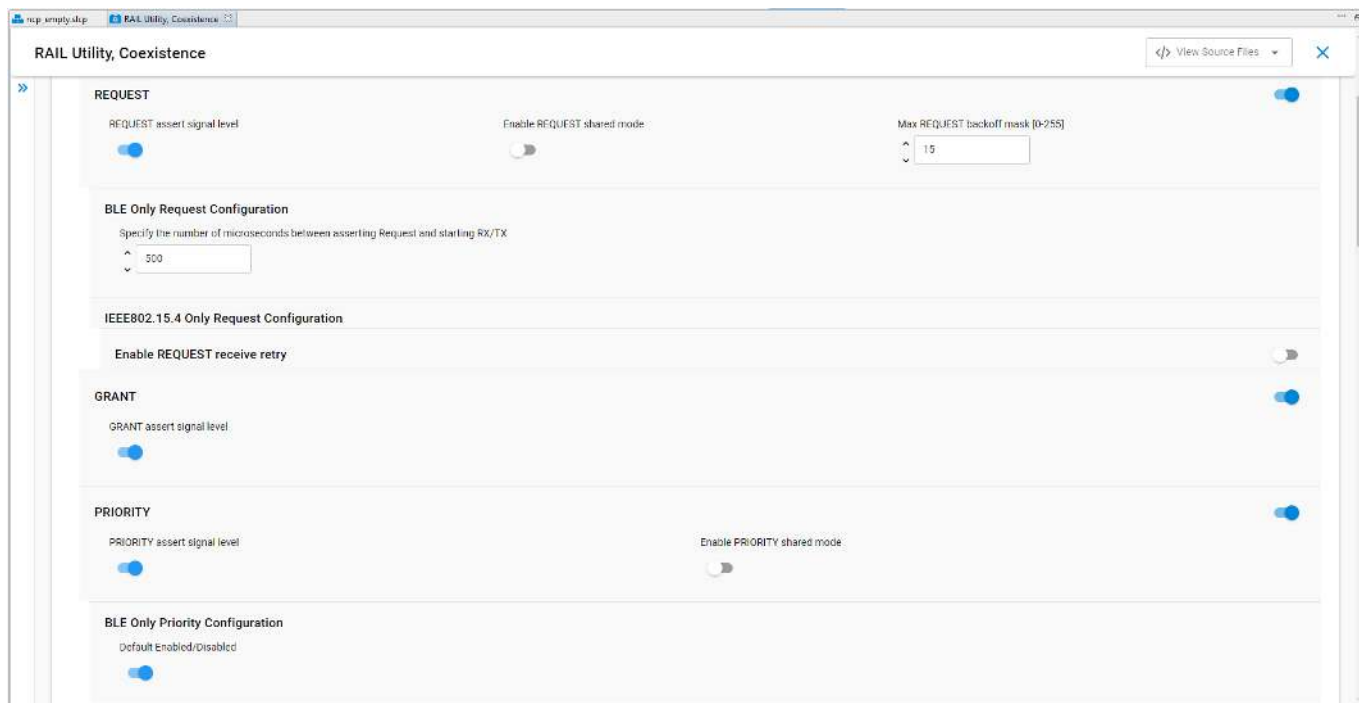 ncp_empty.slcp RAIL Utility, Coexistence
RAIL Utility, Coexistence
</> View Source Files
REQUEST
REQUEST assert signal level Enable REQUEST shared mode Max REQUEST backoff mask [0-255]
15
BLE Only Request Configuration
Specify the number of microseconds between asserting Request and starting RX/TX
500
IEEE802.15.4 Only Request Configuration
Enable REQUEST receive retry
GRANT
GRANT assert signal level
PRIORITY
PRIORITY assert signal level Enable PRIORITY shared mode
BLE Only Priority Configuration
Default Enabled/Disabled